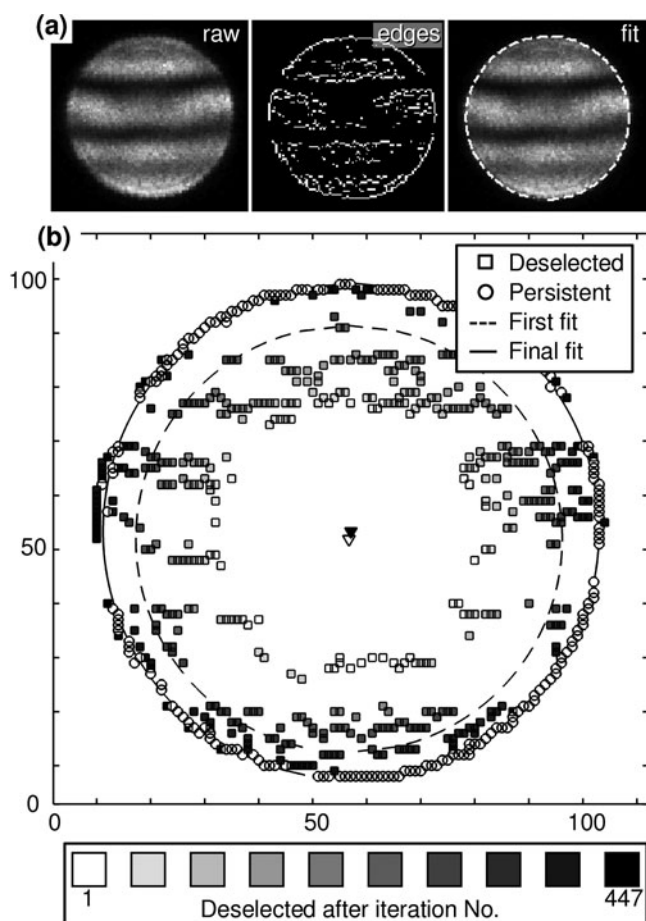 (a)
raw
edges
fit
(b)
100
Deselected
Persistent
First fit
Final fit
50
0
0
50
100
1
447
Deselected after iteration No.